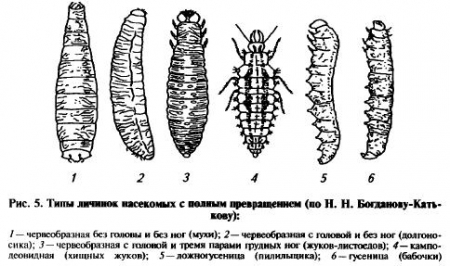 1 2 3 4 5 6
Рис. 5. Типы личинок насекомых с полным превращением (по Н. Н. Богданову-Кать-
кову):
1 — червеобразная без головы и без ног (мухи); 2 — червеобразная с головой и без ног (долгоно-
сика); 3 — червеобразная с головой и тремя парами грудных ног (жуков-листоедов); 4 — кампо-
деовидная (хищных жуков); 5 — ложногусеница (пилильщика); 6 — гусеница (бабочки)